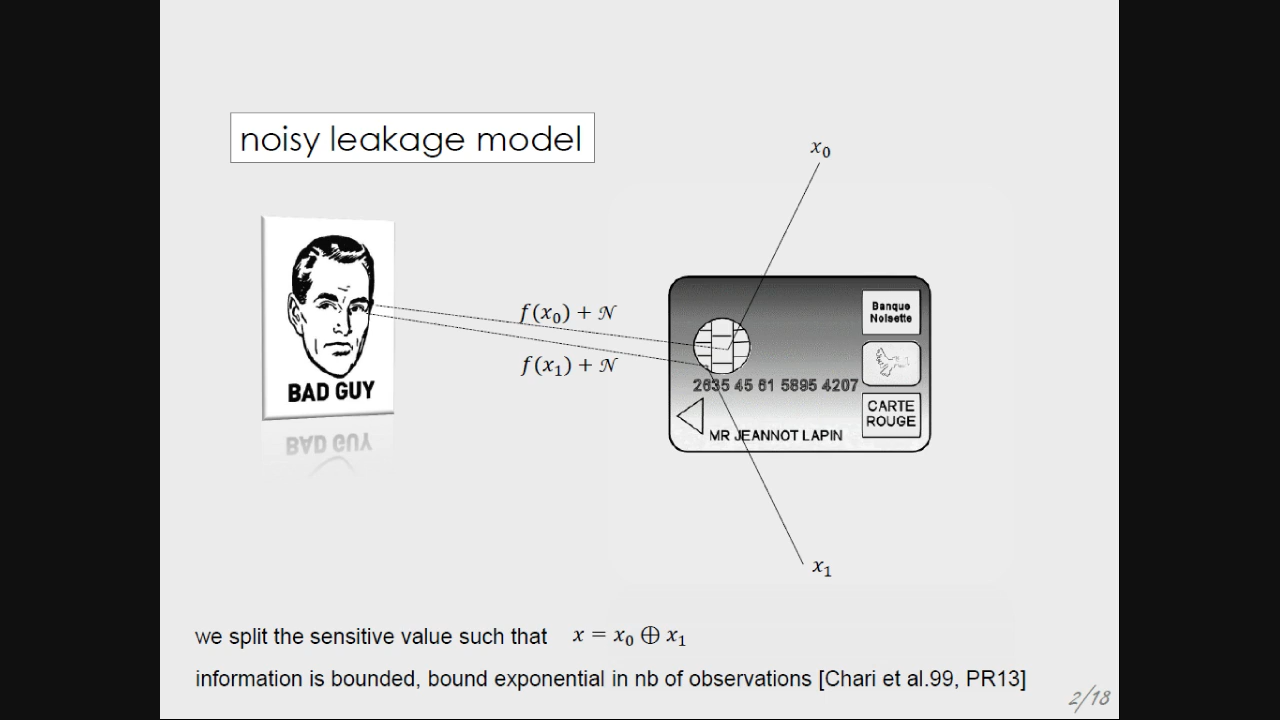 noisy leakage model
x₀
BAD GUY
f(x₀) + 𝒩
f(x₁) + 𝒩
Banque
Noisette
2635 45 61 5895 4207
CARTE
ROUGE
MR JEANNOT LAPIN
x₁
we split the sensitive value such that x = x₀ ⊕ x₁
information is bounded, bound exponential in nb of observations [Chari et al.99, PR13]
2/18